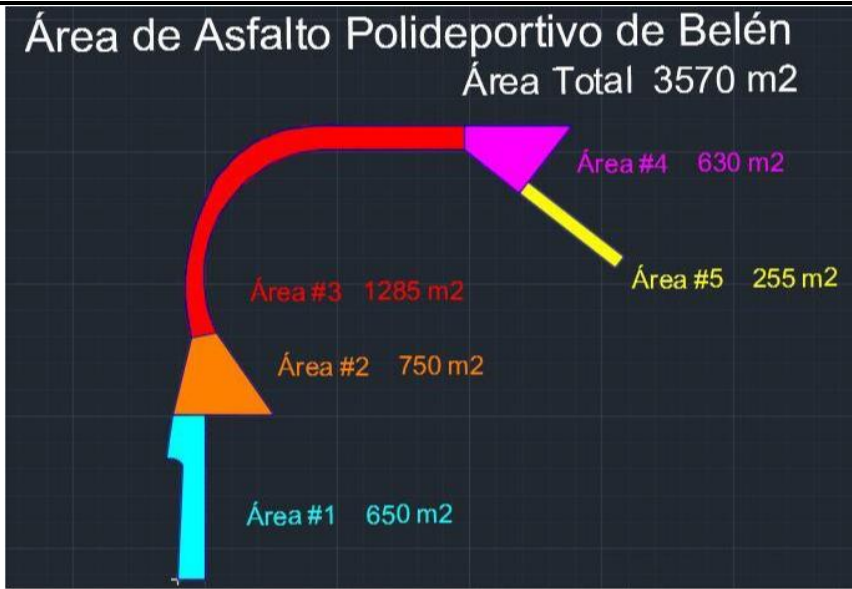 Área de Asfalto Polideportivo de Belén
Área Total 3570 m2
Área #4 630 m2
Área #5 255 m2
Área #3 1285 m2
Área #2 750 m2
Área #1 650 m2